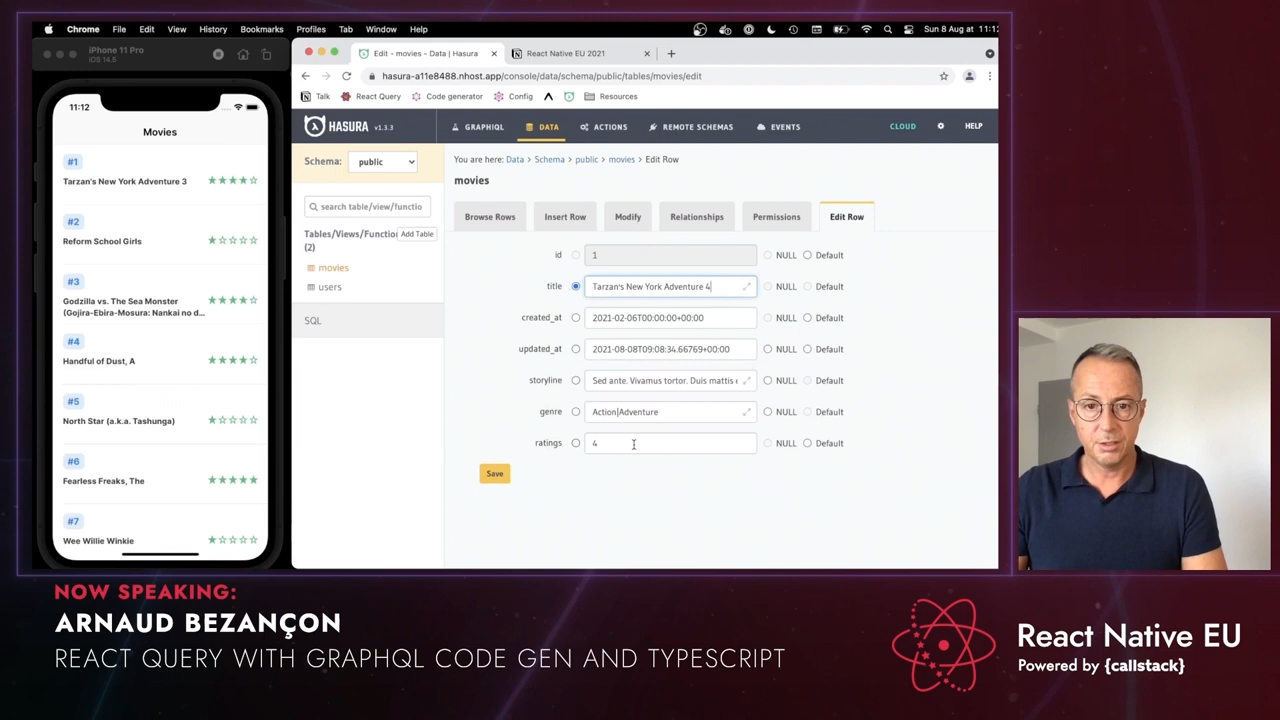 Chrome File Edit View History Bookmarks Profiles Tab Window Help
Sun 8 Aug at 11:12
iPhone 11 Pro
iOS 14.5
11:12
Movies
#1
Tarzan's New York Adventure 3
#2
Reform School Girls
#3
Godzilla vs. The Sea Monster
(Gojira-Ebira-Mosura: Nankai no d...
#4
Handful of Dust, A
#5
North Star (a.k.a. Tashunga)
#6
Fearless Freaks, The
#7
Wee Willie Winkie
Edit - movies - Data | Hasura
React Native EU 2021
hasura-a11e8488.nhost.app/console/data/schema/public/tables/movies/edit
Talk React Query Code generator Config Resources
HASURA v1.3.3 GRAPHIQL DATA ACTIONS REMOTE SCHEMAS EVENTS CLOUD HELP
Schema: public
search table/view/functio
Tables/Views/Function
(2)
Add Table
movies
users
SQL
You are here: Data > Schema > public > movies > Edit Row
movies
Browse Rows Insert Row Modify Relationships Permissions Edit Row
id 1 NULL Default
title Tarzan's New York Adventure 4 NULL Default
created_at 2021-02-06T00:00:00+00:00 NULL Default
updated_at 2021-08-08T09:08:34.66769+00:00 NULL Default
storyline Sed ante. Vivamus tortor. Duis mattis NULL Default
genre Action|Adventure NULL Default
ratings 4 NULL Default
Save
NOW SPEAKING:
ARNAUD BEZANÇON
REACT QUERY WITH GRAPHQL CODE GEN AND TYPESCRIPT
React Native EU
Powered by {callstack}